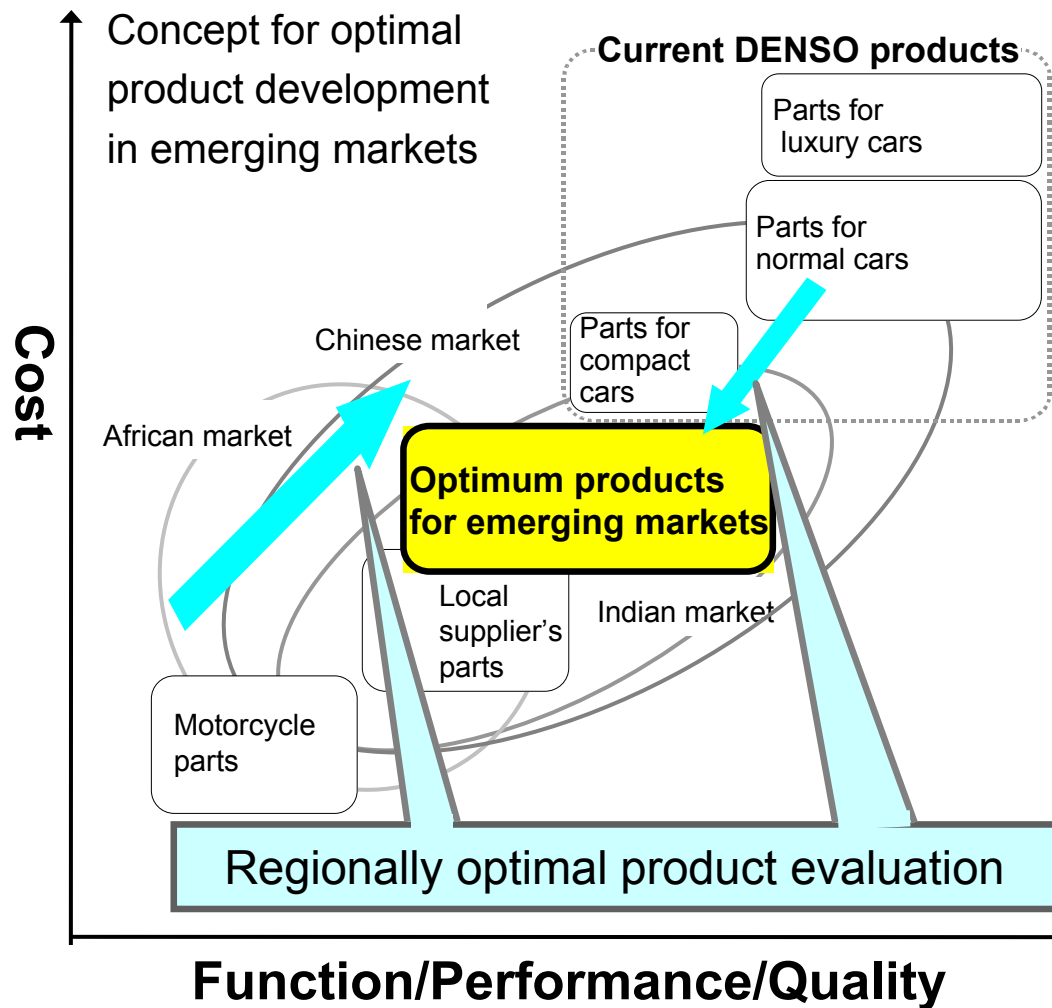 Concept for optimal
product development
in emerging markets
Current DENSO products
Parts for
luxury cars
Parts for
normal cars
Parts for
compact
cars
Chinese market
African market
Optimum products
for emerging markets
Local
supplier's
parts
Indian market
Motorcycle
parts
Regionally optimal product evaluation
Cost
Function/Performance/Quality